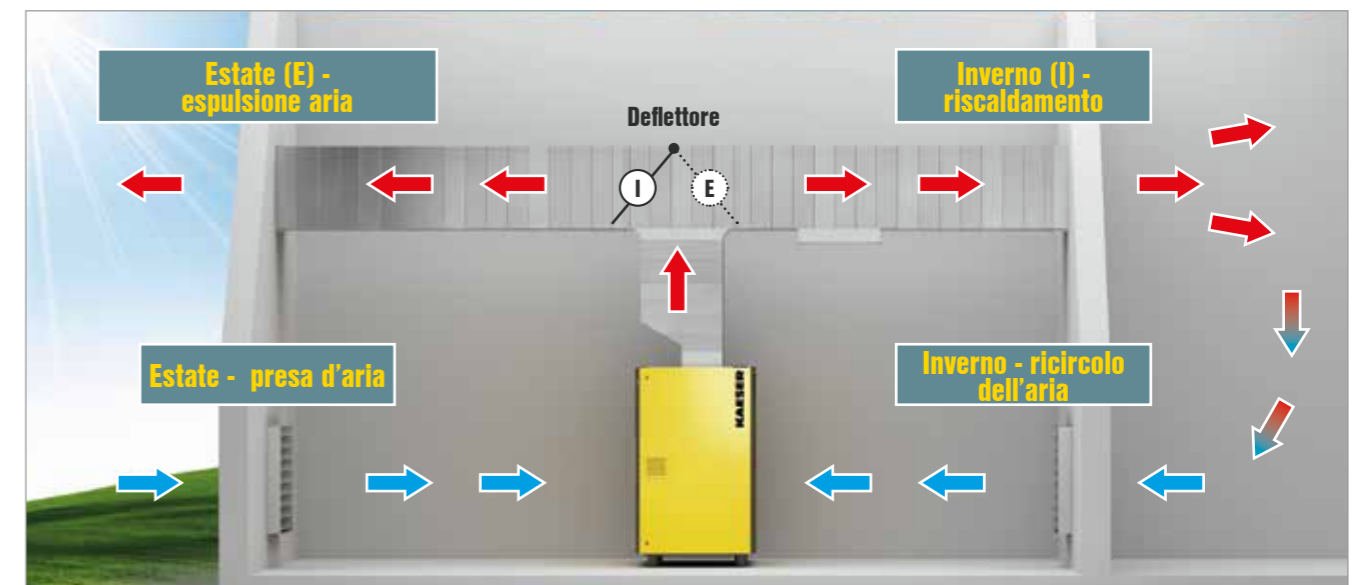 Estate (E) -
espulsione aria
Inverno (I) -
riscaldamento
Deflettore
I
E
Estate - presa d'aria
Inverno - ricircolo
dell'aria
KAESER